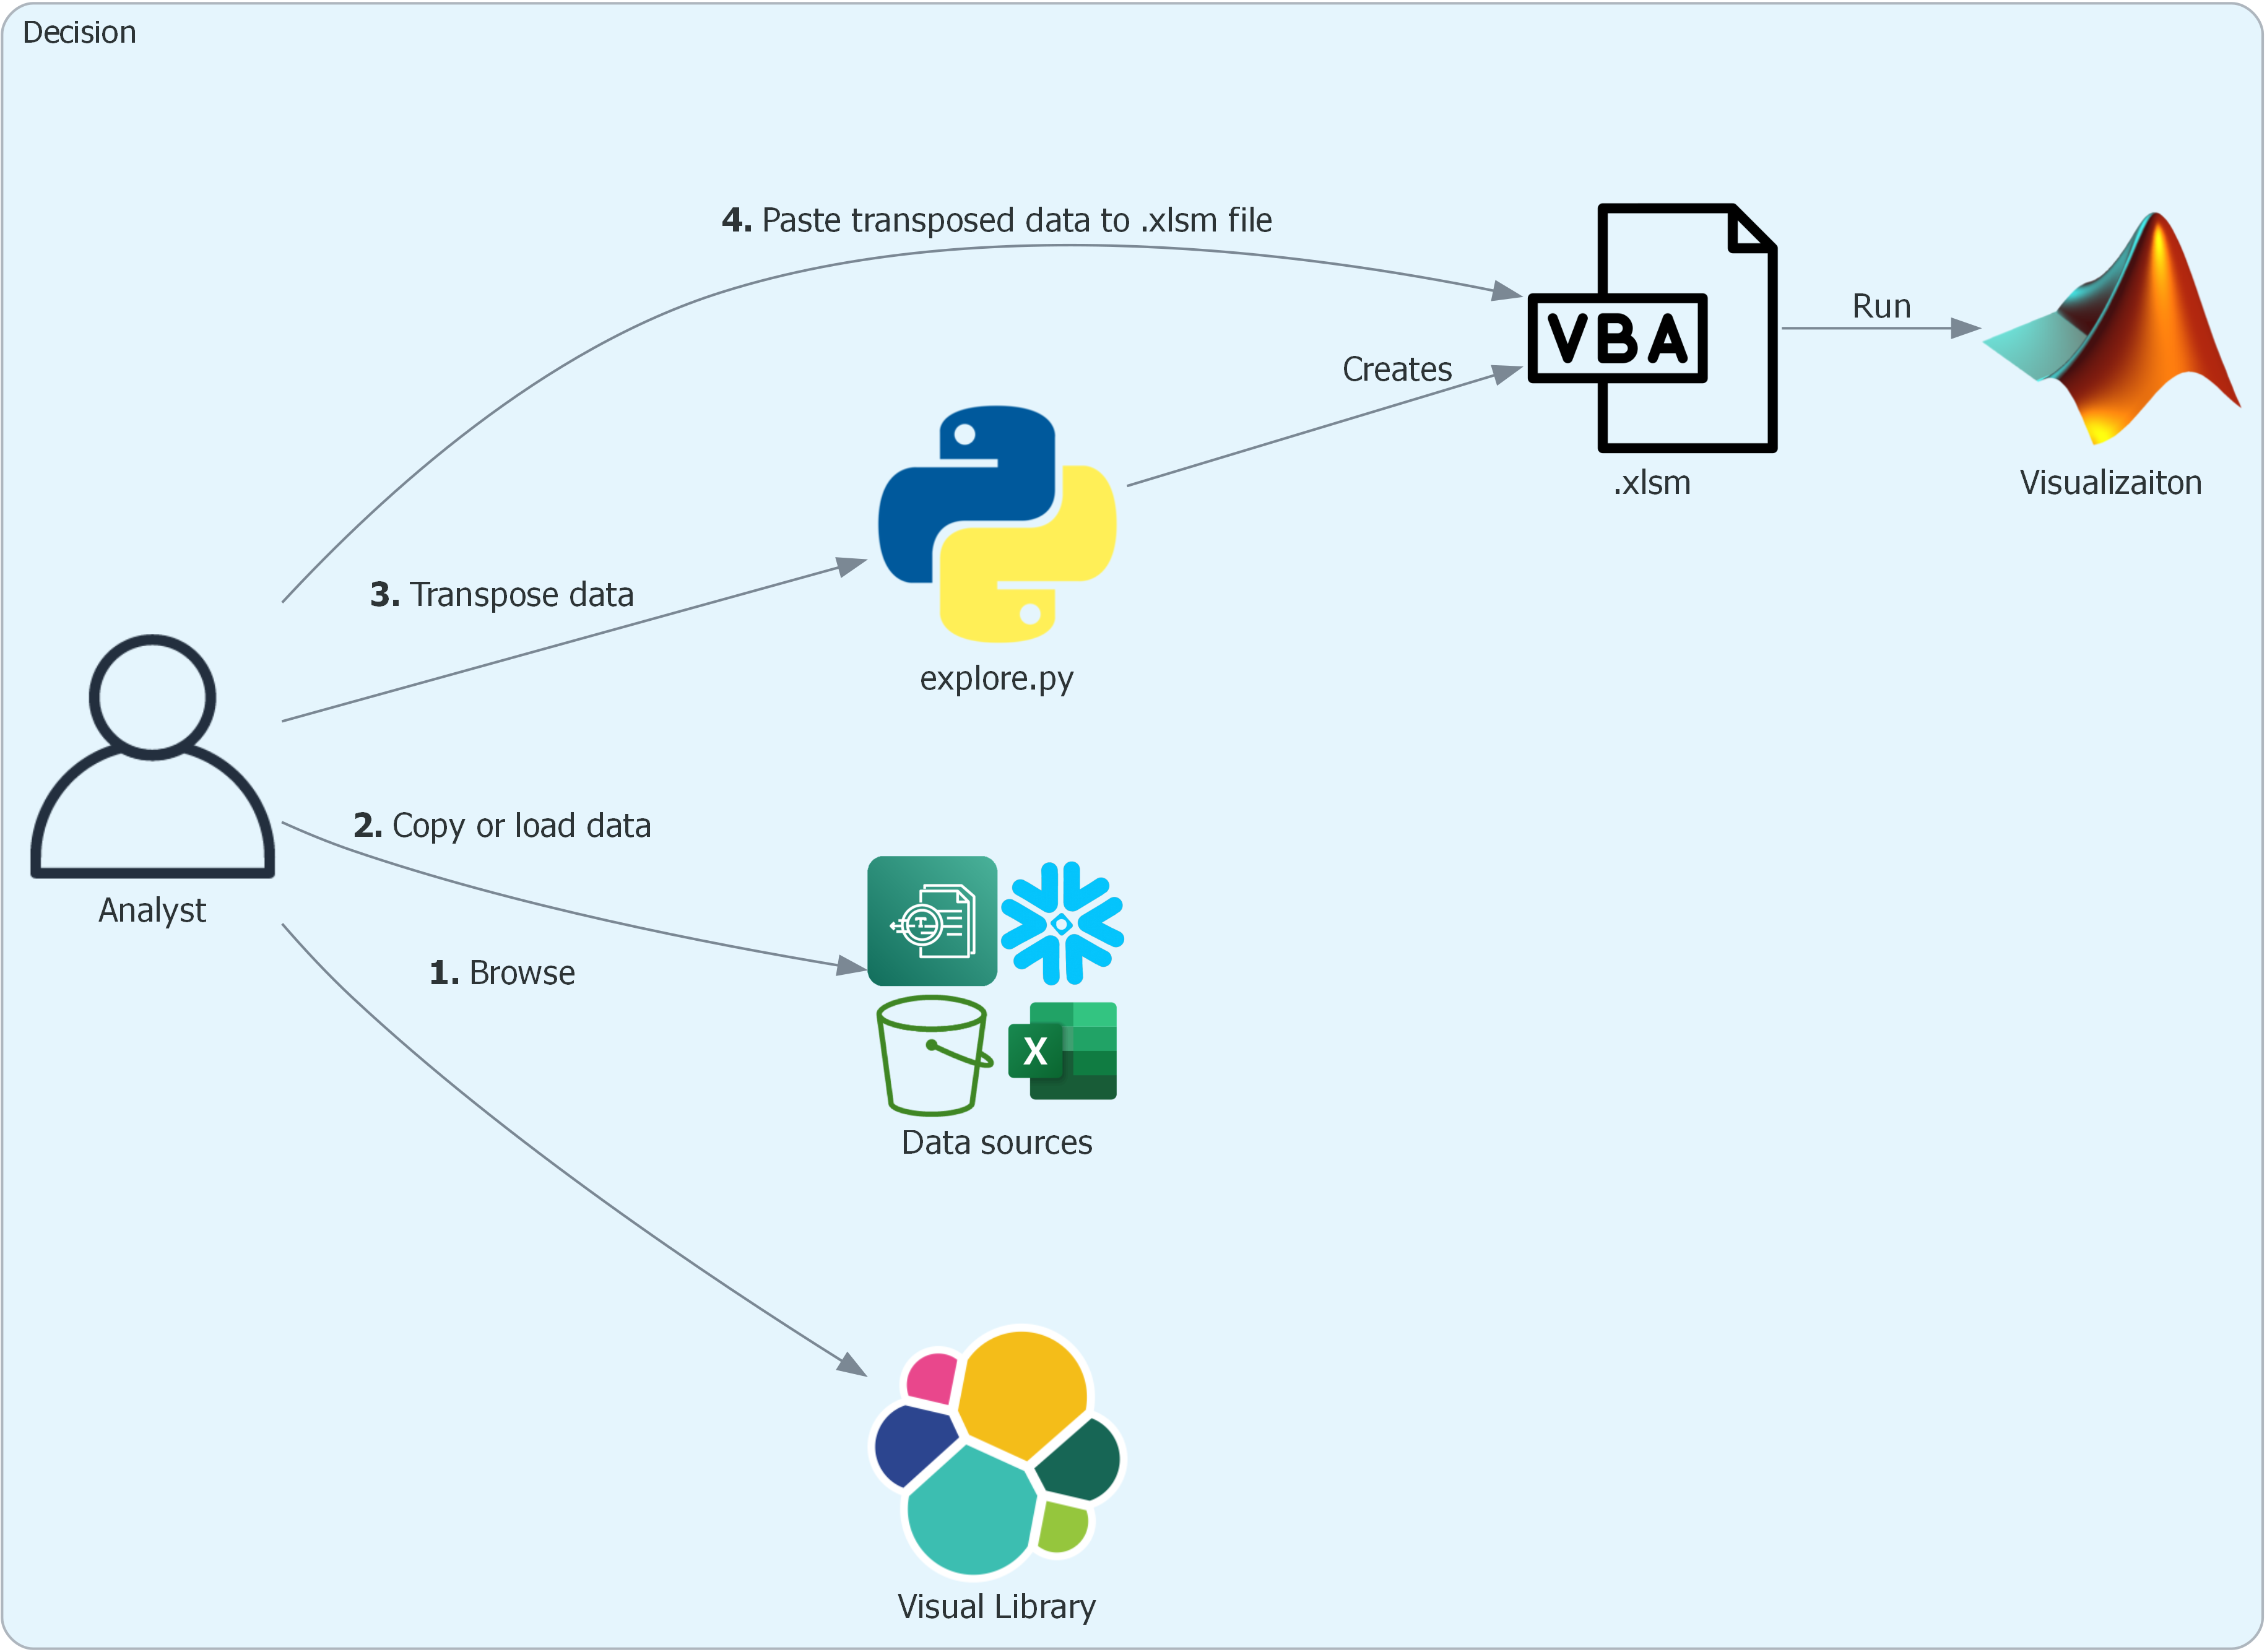 Decision
4. Paste transposed data to .xlsm file
Run
VBA
Creates
.xlsm
Visualizaiton
3. Transpose data
explore.py
2. Copy or load data
Analyst
T
1. Browse
X
Data sources
Visual Library